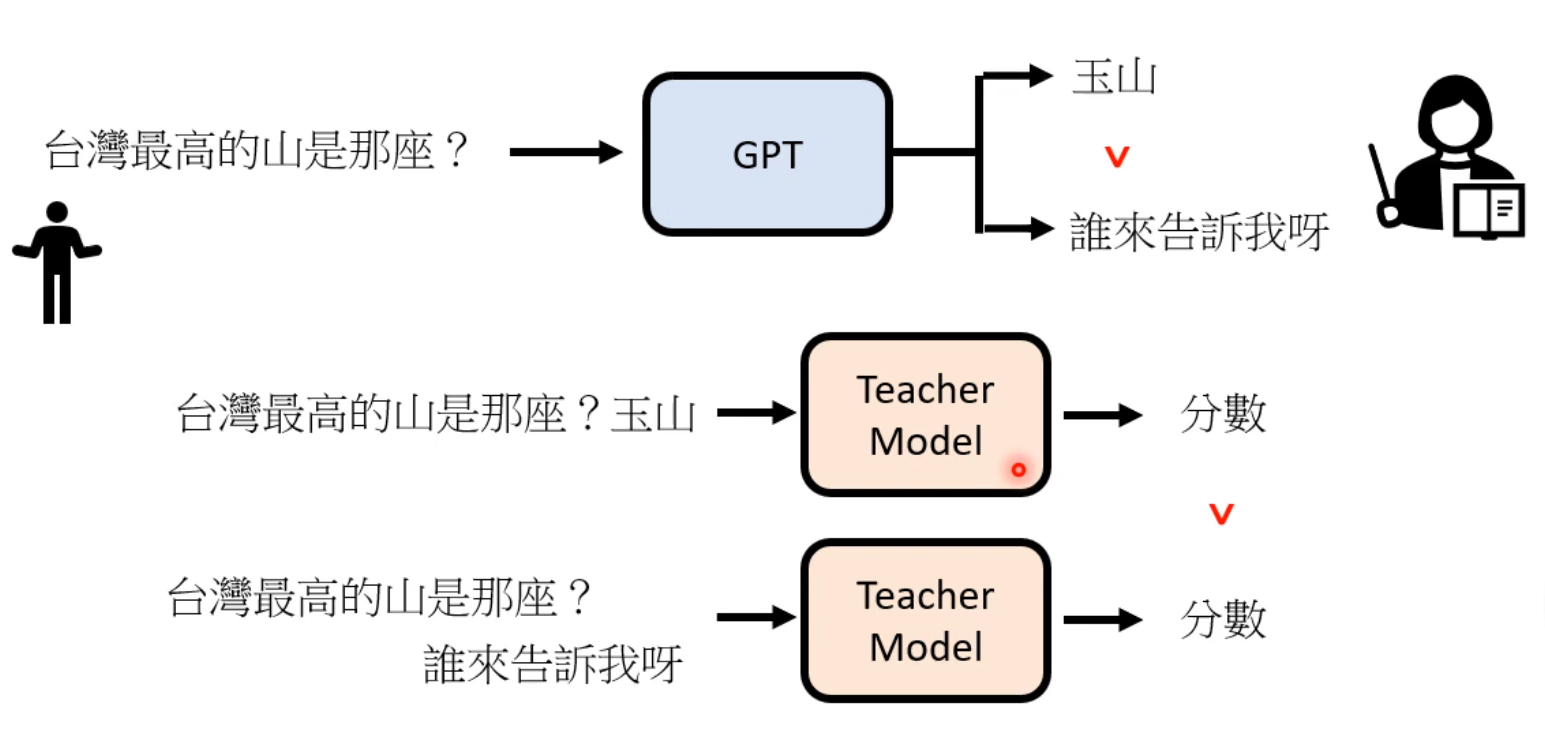 玉山
台灣最高的山是那座？
GPT
v
誰來告訴我呀
Teacher
Model
台灣最高的山是那座？玉山
分數
v
Teacher
Model
台灣最高的山是那座？
誰來告訴我呀
分數